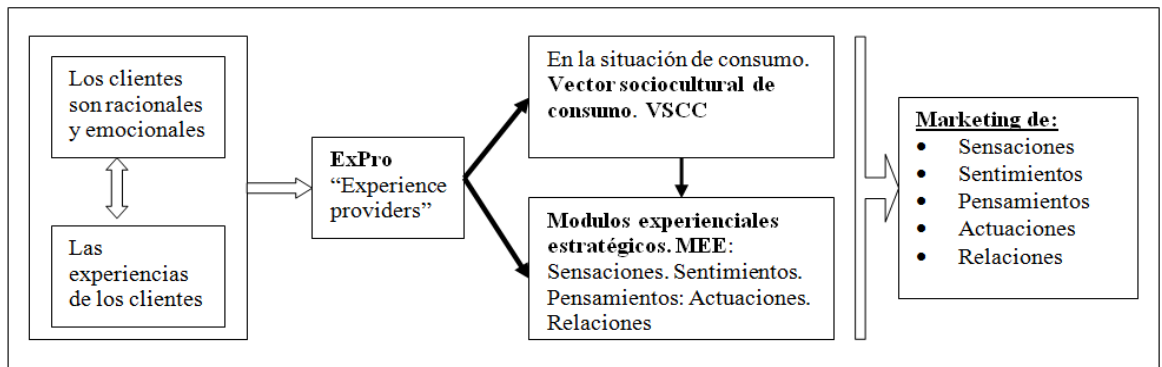 Los clientes
son racionales
y emocionales
Las
experiencias
de los clientes
ExPro
“Experience
providers”
En la situación de consumo.
Vector sociocultural de
consumo. VSCC
Modulos experienciales
estratégicos. MEE:
Sensaciones. Sentimientos.
Pensamientos: Actuaciones.
Relaciones
Marketing de:
• Sensaciones
• Sentimientos
• Pensamientos
• Actuaciones
• Relaciones